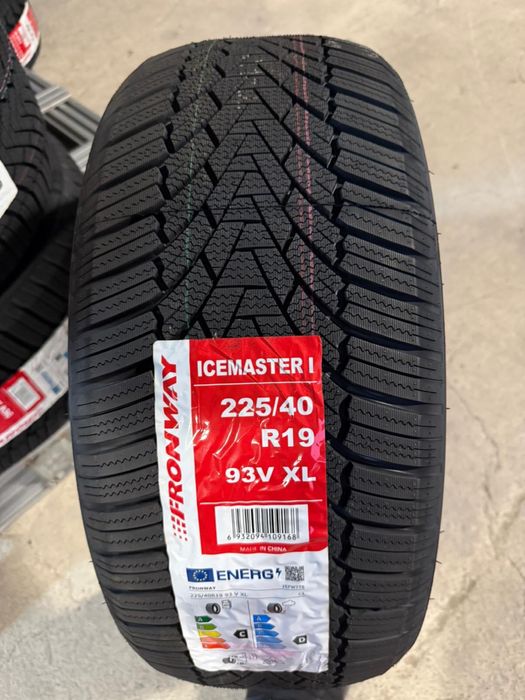 FRONWAY
ICEMASTER I
225/40
R19
93V XL
6 932094 109168
MADE IN CHINA
ENERG
FRONWAY
225/40R19 93 V XL
C1
A
A
C
D